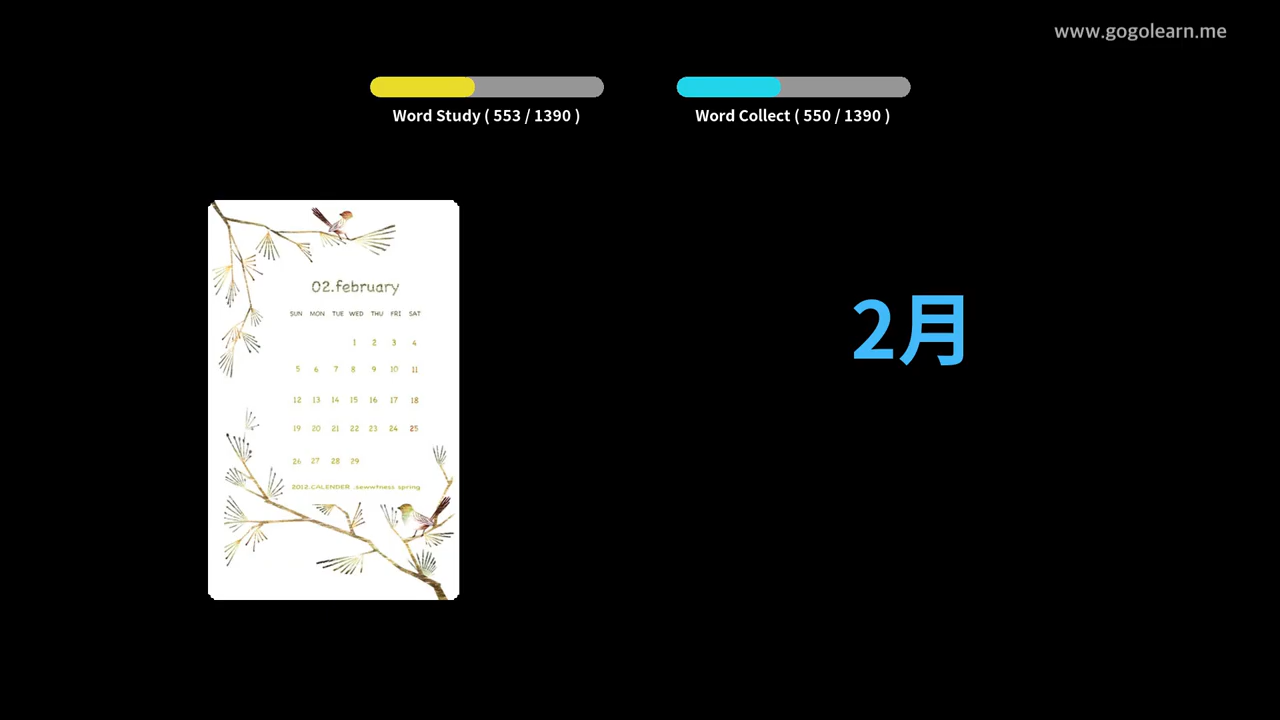 www.gogolearn.me
Word Study ( 553 / 1390 )
Word Collect ( 550 / 1390 )
02.february
SUN MON TUE WED THU FRI SAT
1 2 3 4
5 6 7 8 9 10 11
12 13 14 15 16 17 18
19 20 21 22 23 24 25
26 27 28 29
2012.CALENDER .sewwtness spring
2月